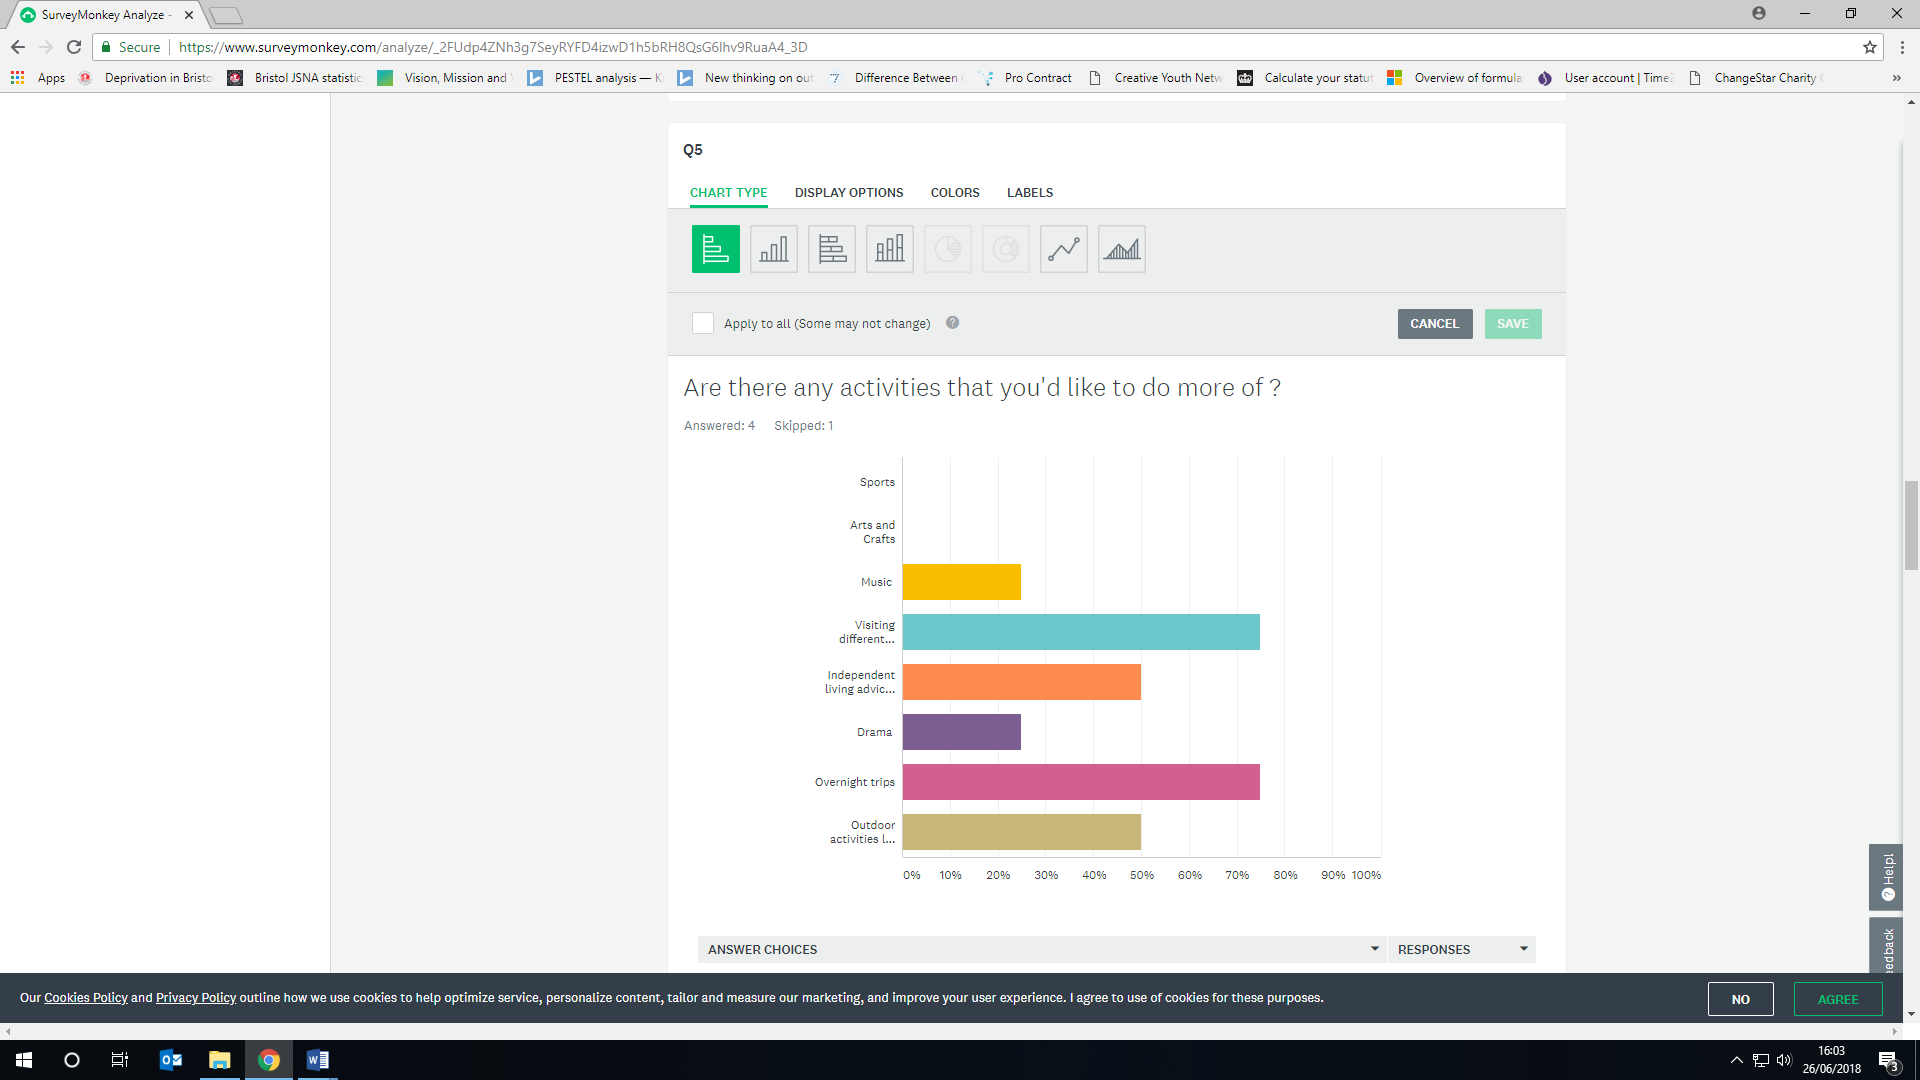 SurveyMonkey Analyze -
Secure
https://www.surveymonkey.com/analyze/_2FUdp4ZNh3g7SeyRYFD4izwD1h5bRH8QsG6Ihv9RuaA4_3D
Apps Deprivation in Bristo Bristol JSNA statistic Vision, Mission and PESTEL analysis — New thinking on ou Difference Between Pro Contract Creative Youth Netw Calculate your statut Overview of formula User account | Time2 ChangeStar Charity »
Q5
CHART TYPE DISPLAY OPTIONS COLORS LABELS
Apply to all (Some may not change) ?
CANCEL SAVE
Are there any activities that you'd like to do more of ?
Answered: 4 Skipped: 1
Sports
Arts and
Crafts
Music
Visiting
different...
Independent
living advic...
Drama
Overnight trips
Outdoor
activities l...
0% 10% 20% 30% 40% 50% 60% 70% 80% 90% 100%
ANSWER CHOICES RESPONSES
Help!
edback
Our Cookies Policy and Privacy Policy outline how we use cookies to help optimize service, personalize content, tailor and measure our marketing, and improve your user experience. I agree to use of cookies for these purposes.
NO AGREE
16:03
26/06/2018
3